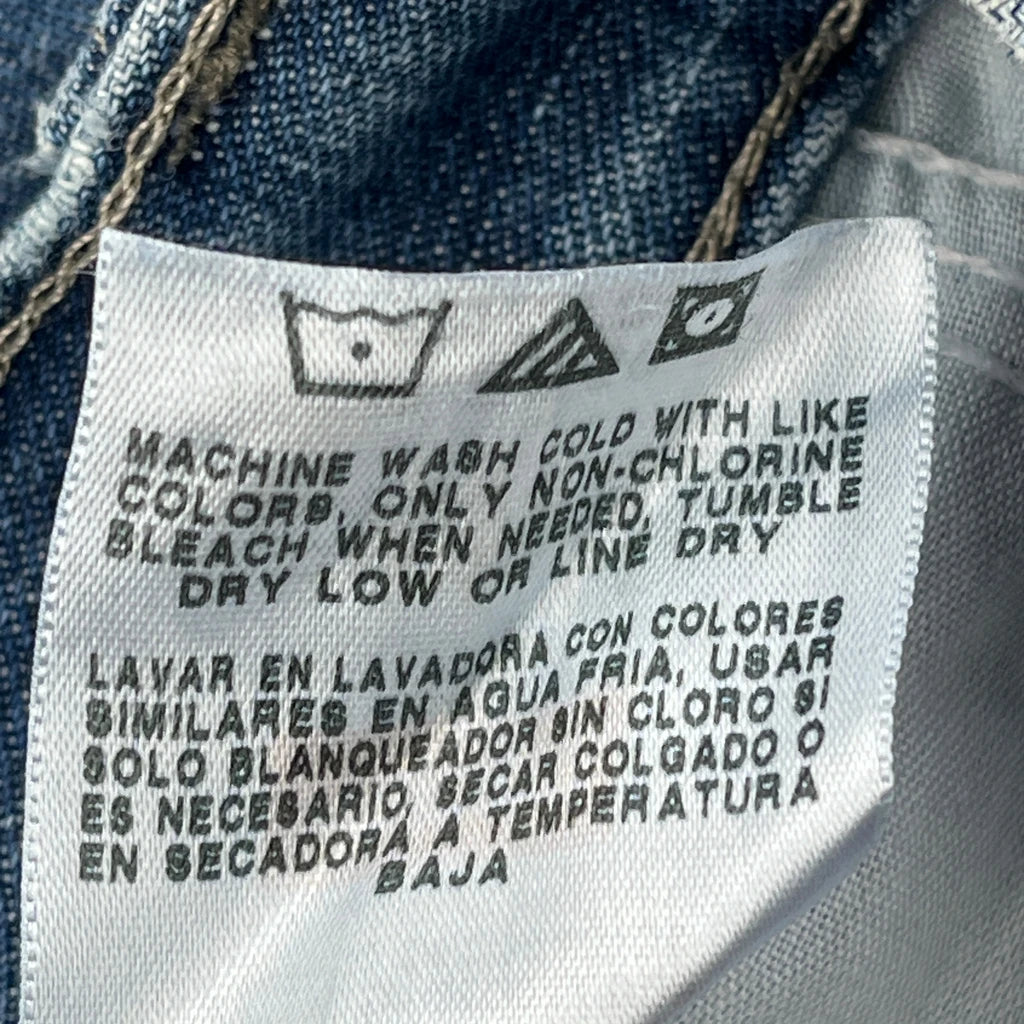 MACHINE WASH COLD WITH LIKE
COLORS, ONLY NON-CHLORINE
BLEACH WHEN NEEDED, TUMBLE
DRY LOW OR LINE DRY
LAVAR EN LAVADORA CON COLORES
SIMILARES EN AGUA FRIA, USAR
SOLO BLANQUEADOR SIN CLORO SI
ES NECESARIO, SECAR COLGADO O
EN SECADORA A TEMPERATURA
BAJA